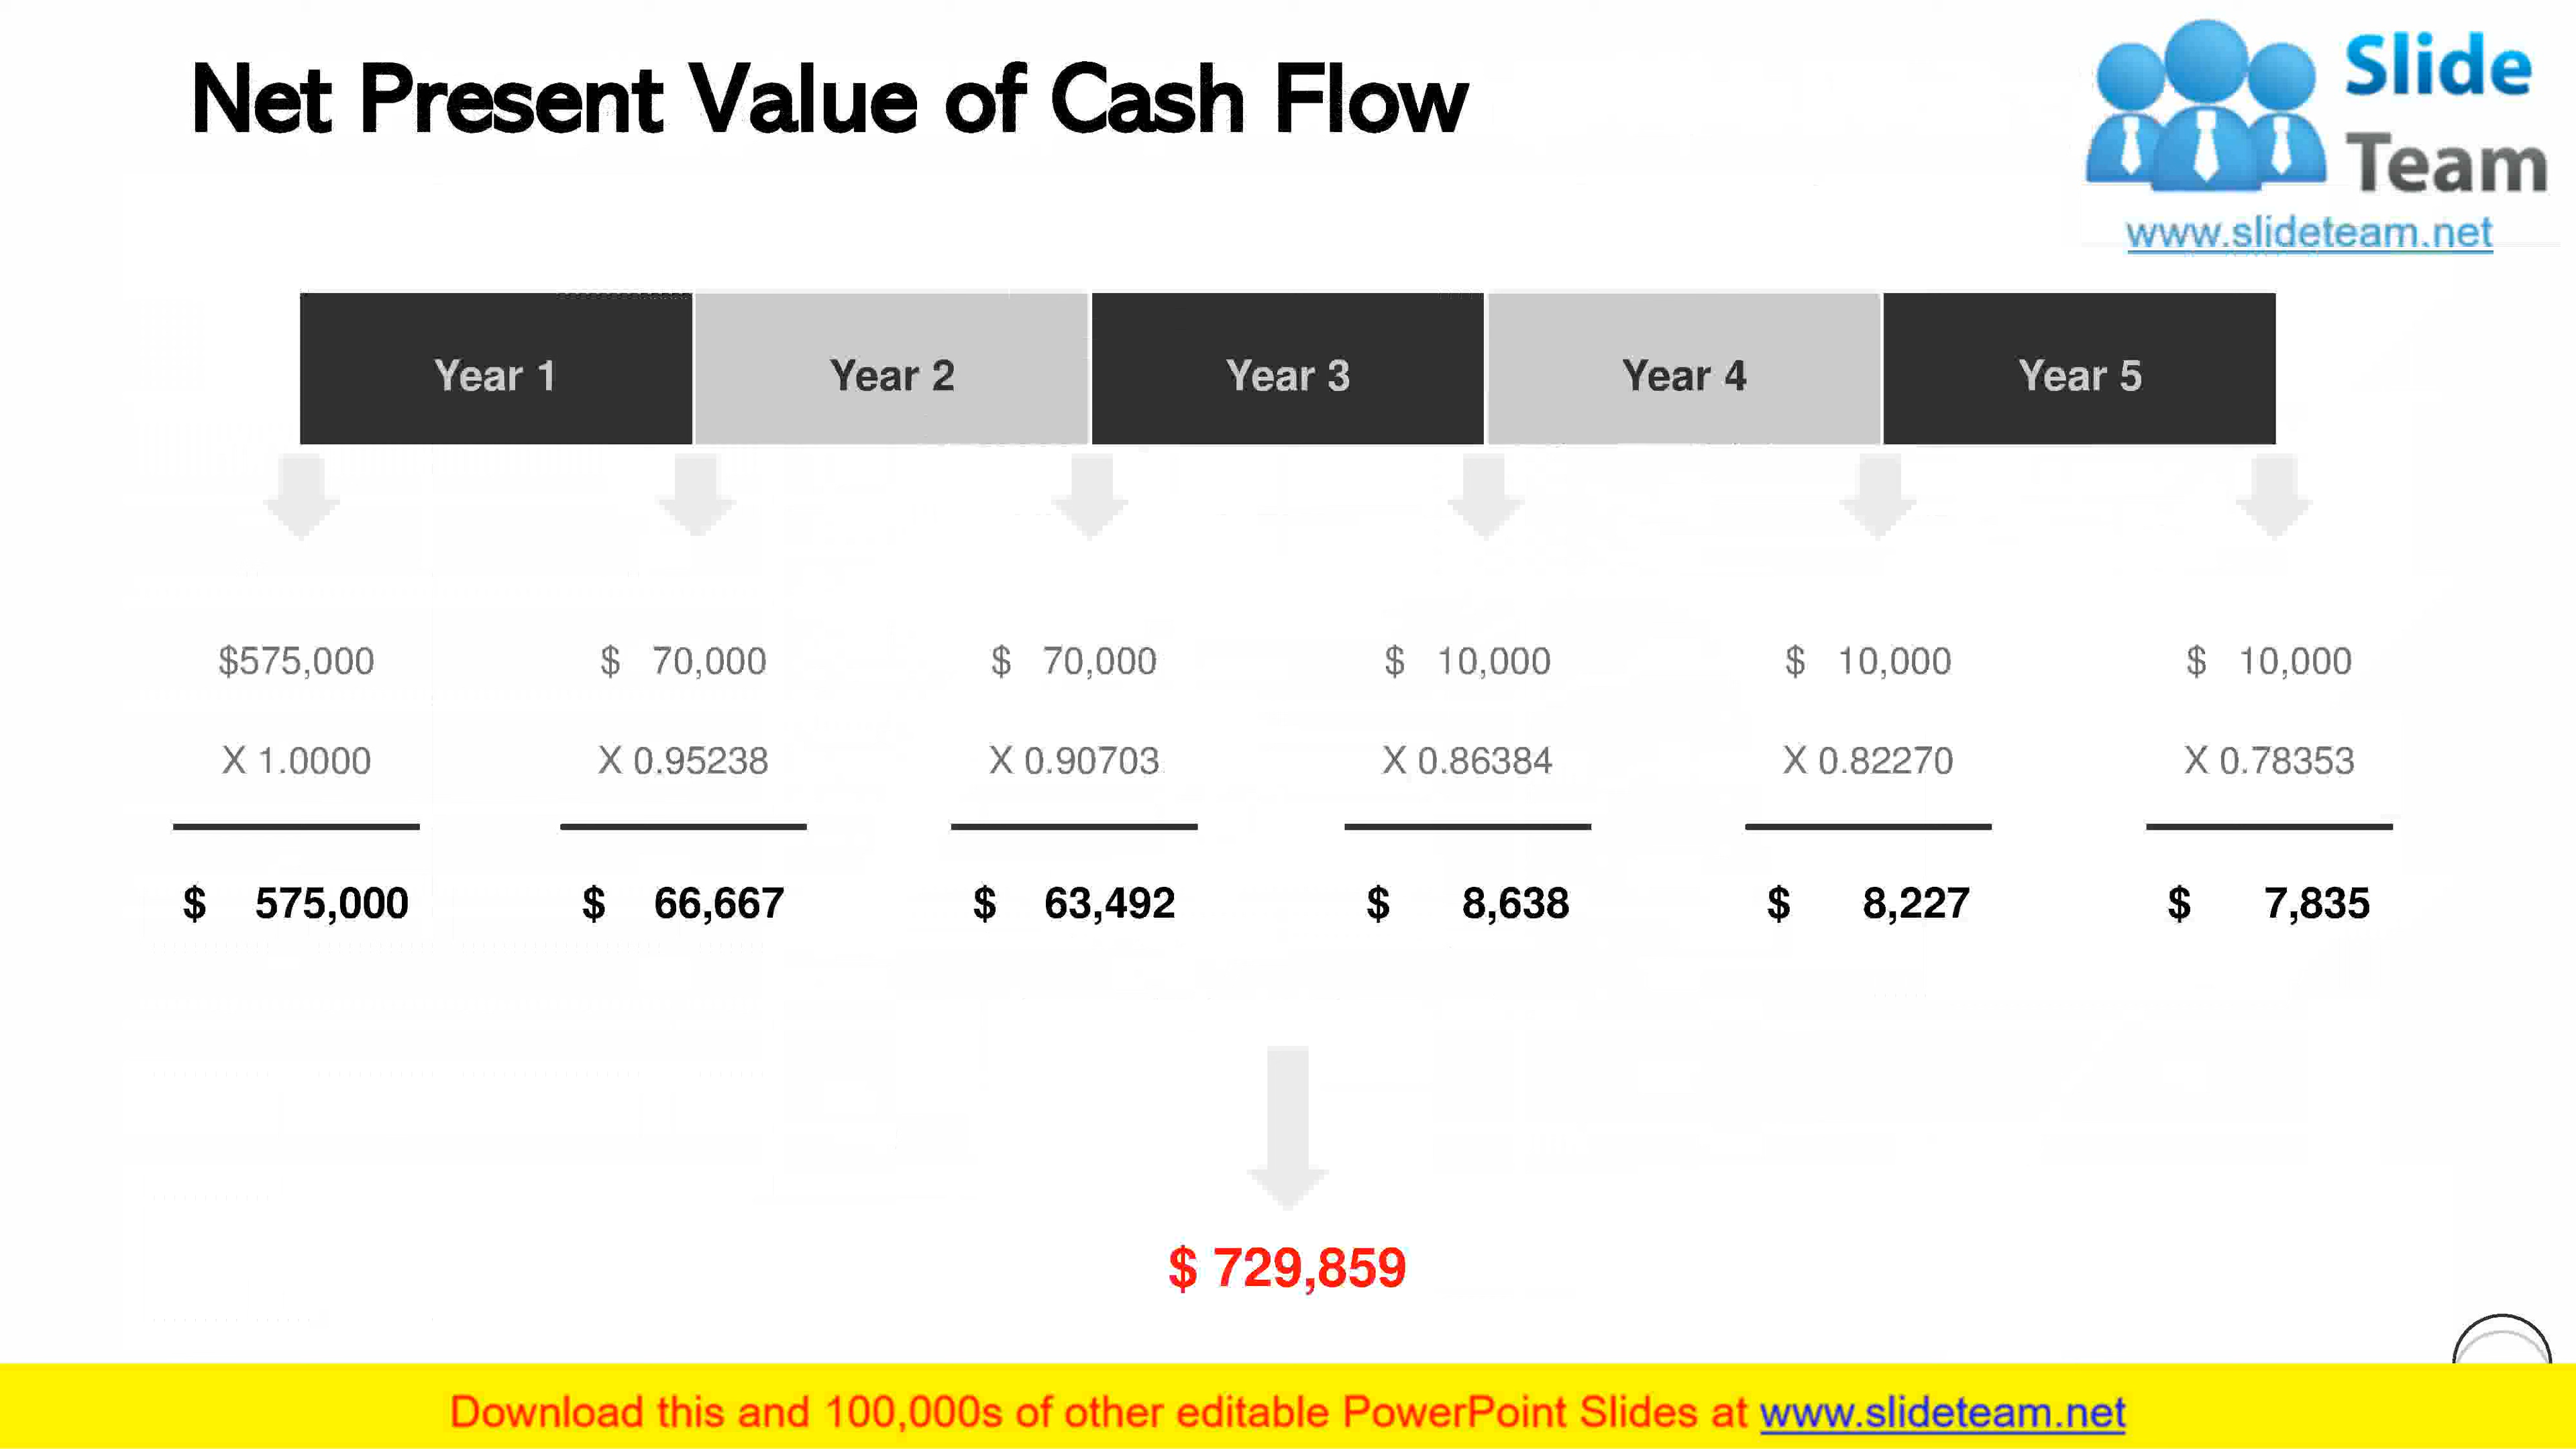 Net Present Value of Cash Flow
Slide
Team
www.slideteam.net
Year 1 Year 2 Year 3 Year 4 Year 5
$575,000 $ 70,000 $ 70,000 $ 10,000 $ 10,000 $ 10,000
X 1.0000 X 0.95238 X 0.90703 X 0.86384 X 0.82270 X 0.78353
$ 575,000 $ 66,667 $ 63,492 $ 8,638 $ 8,227 $ 7,835
$ 729,859
Download this and 100,000s of other editable PowerPoint Slides at www.slideteam.net